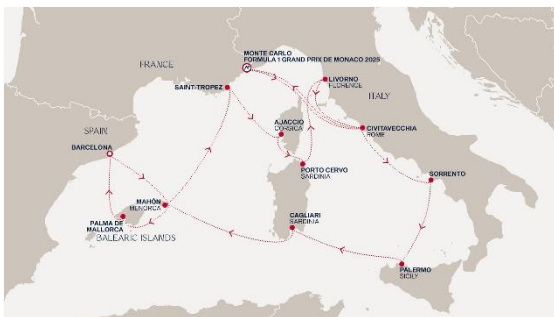 MONTE CARLO
FORMULA 1 GRAND PRIX DE MONACO 2025
FRANCE
LIVORNO
FLORENCE
SAINT-TROPEZ
ITALY
AJACCIO
CORSICA
CIVITAVECCHIA
ROME
SPAIN
BARCELONA
PORTO CERVO
SARDINIA
SORRENTO
MAHÓN
MENORCA
PALMA DE
MALLORCA
CAGLIARI
SARDINIA
BALEARIC ISLANDS
PALERMO
SICILY